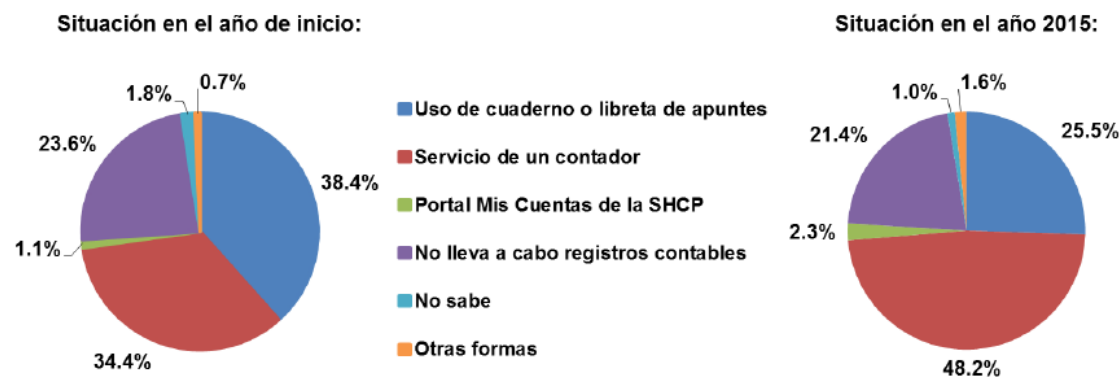 Situación en el año de inicio:
0.7%
1.8%
23.6%
38.4%
1.1%
34.4%
Uso de cuaderno o libreta de apuntes
Servicio de un contador
Portal Mis Cuentas de la SHCP
No lleva a cabo registros contables
No sabe
Otras formas
Situación en el año 2015:
1.6%
1.0%
21.4%
25.5%
2.3%
48.2%